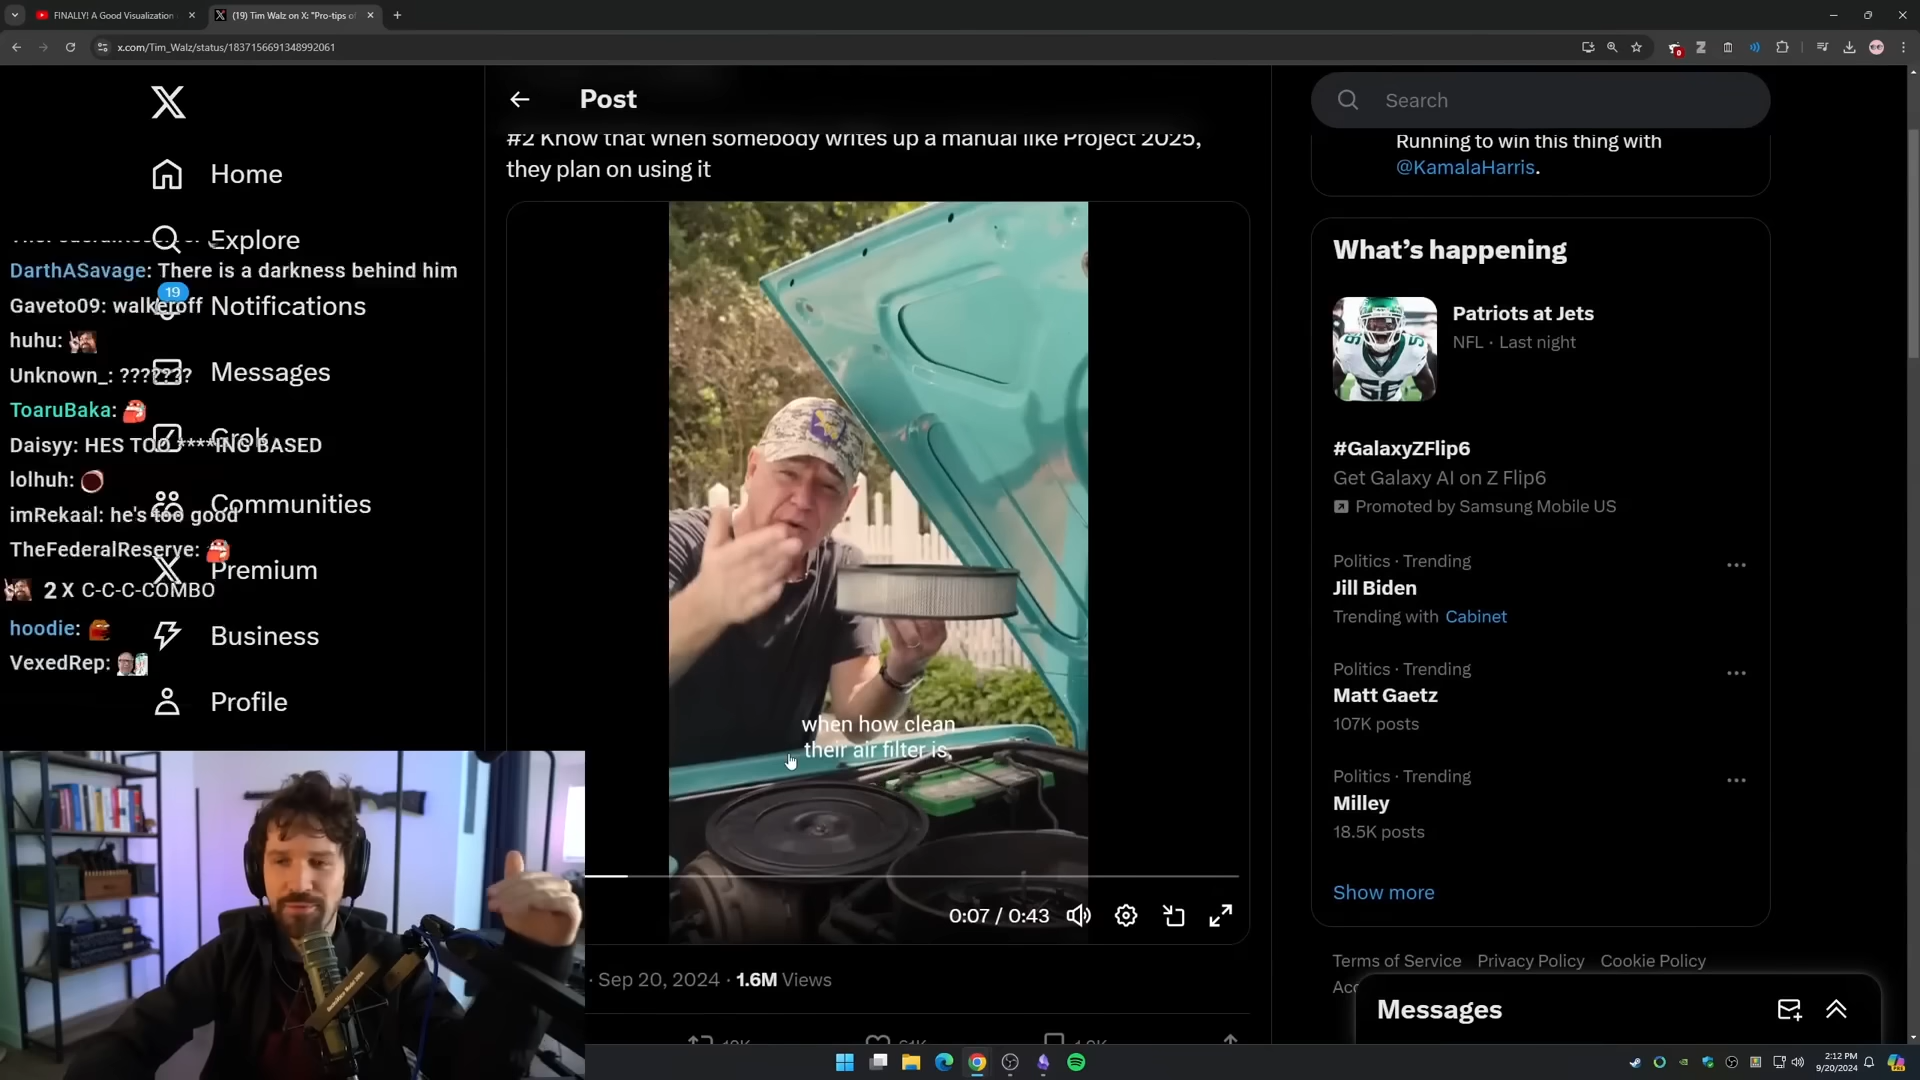 FINALLY! A Good Visualization
(19) Tim Walz on X: "Pro-tips of
x.com/Tim_Walz/status/1837156691348992061
0
Home
Explore
19
Notifications
Messages
Grok
Communities
Premium
Business
Profile
DarthASavage: There is a darkness behind him
Gaveto09: walkeroff
huhu:
Unknown_: ???????
ToaruBaka:
Daisyy: HES TOO ****ING BASED
lolhuh:
imRekaal: he's too good
TheFederalReserve:
2 X C-C-C-COMBO
hoodie:
VexedRep:
Post
#2 Know that when somebody writes up a manual like Project 2025,
they plan on using it
when how clean
their air filter is,
0:07 / 0:43
· Sep 20, 2024 · 1.6M Views
Search
Running to win this thing with
@KamalaHarris.
What's happening
Patriots at Jets
NFL · Last night
#GalaxyZFlip6
Get Galaxy AI on Z Flip6
Promoted by Samsung Mobile US
Politics · Trending
Jill Biden
Trending with Cabinet
Politics · Trending
Matt Gaetz
107K posts
Politics · Trending
Milley
18.5K posts
Show more
Terms of Service Privacy Policy Cookie Policy
Messages
2:12 PM
9/20/2024